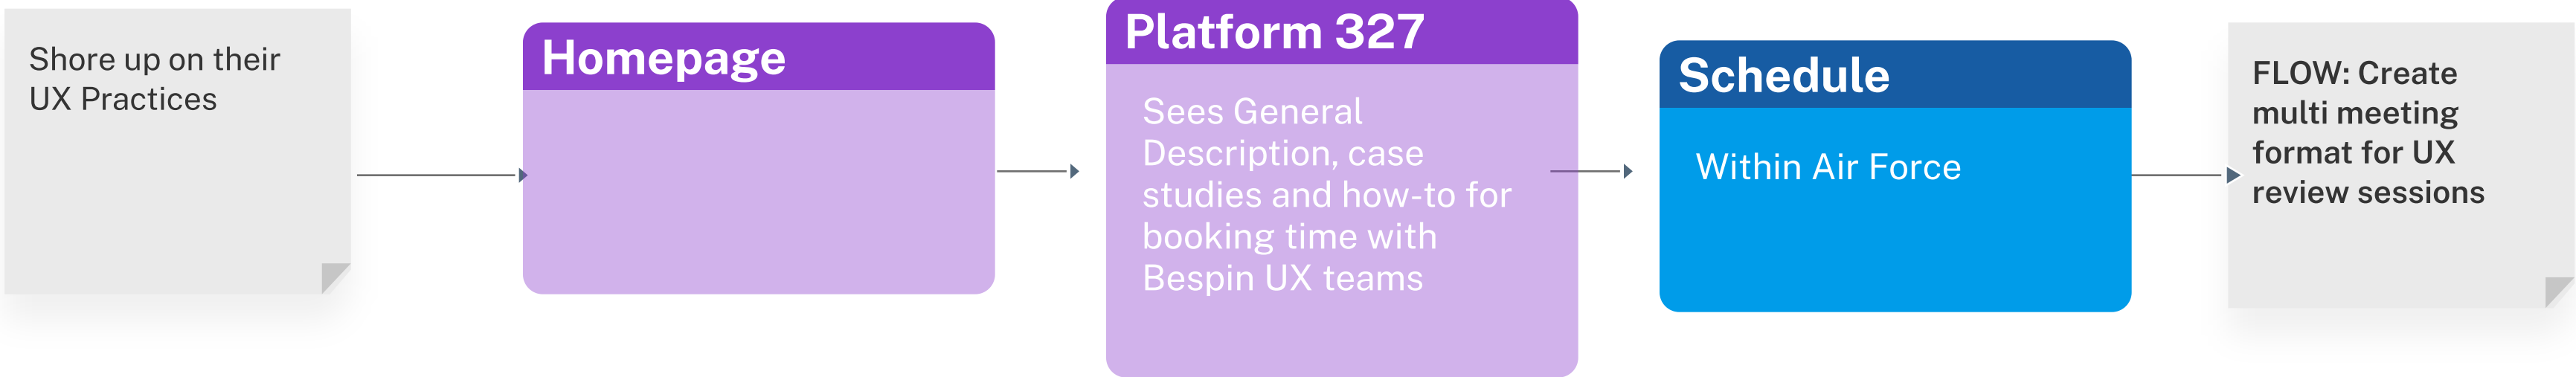 Shore up on their
UX Practices
Homepage
Platform 327
Sees General
Description, case
studies and how-to for
booking time with
Bespin UX teams
Schedule
Within Air Force
FLOW: Create
multi meeting
format for UX
review sessions